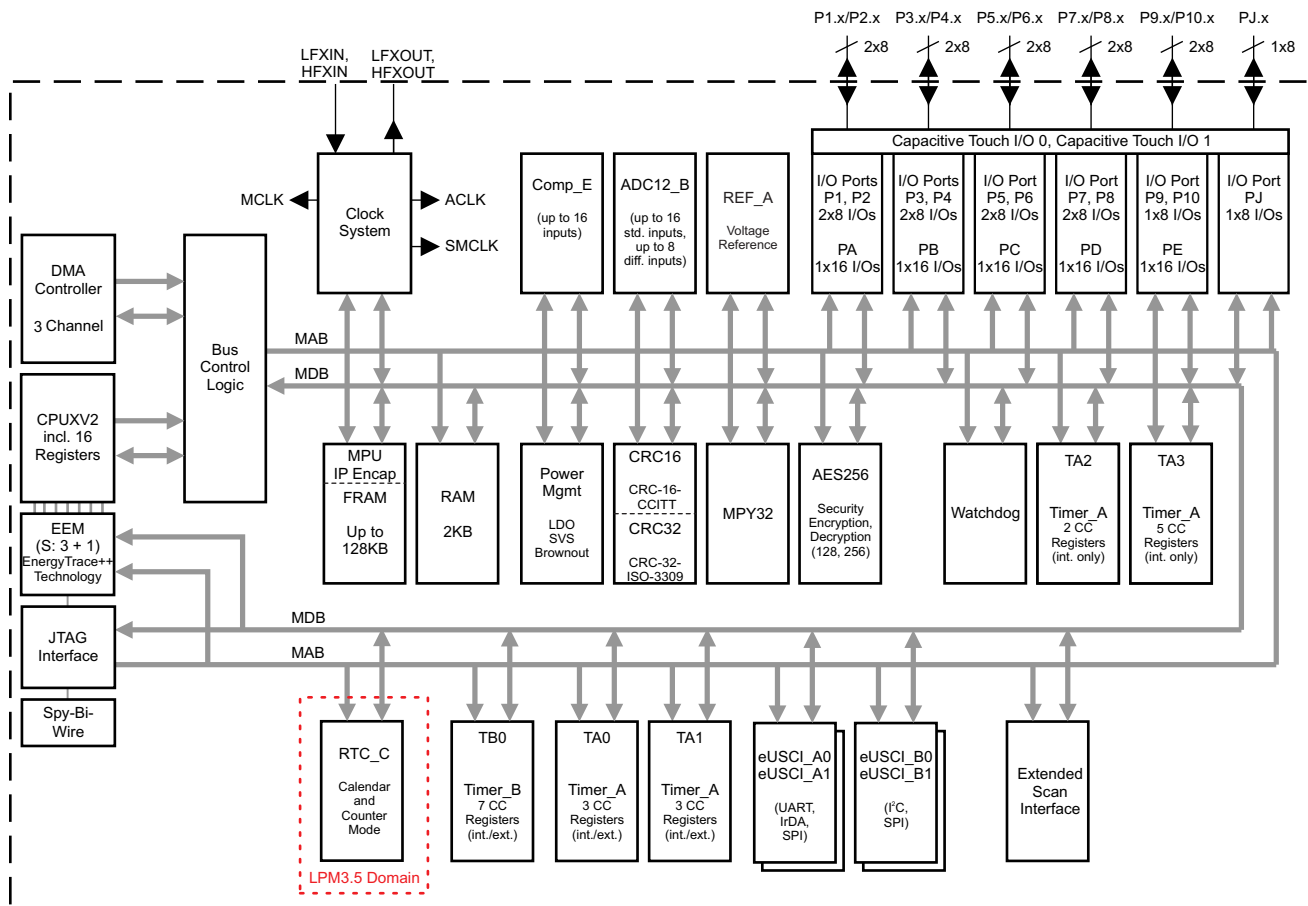 P1.x/P2.x
P3.x/P4.x
P5.x/P6.x
P7.x/P8.x
P9.x/P10.x
PJ.x
2x8
2x8
2x8
2x8
2x8
1x8
LFXIN,
HFXIN
LFXOUT,
HFXOUT
Capacitive Touch I/O 0, Capacitive Touch I/O 1
MCLK
Clock
System
ACLK
SMCLK
Comp_E
(up to 16
inputs)
ADC12_B
(up to 16
std. inputs,
up to 8
diff. inputs)
REF_A
Voltage
Reference
I/O Ports
P1, P2
2x8 I/Os
PA
1x16 I/Os
I/O Ports
P3, P4
2x8 I/Os
PB
1x16 I/Os
I/O Port
P5, P6
2x8 I/Os
PC
1x16 I/Os
I/O Port
P7, P8
2x8 I/Os
PD
1x16 I/Os
I/O Port
P9, P10
1x8 I/Os
PE
1x16 I/Os
I/O Port
PJ
1x8 I/Os
DMA
Controller
3 Channel
Bus
Control
Logic
MAB
MDB
CPUXV2
incl. 16
Registers
EEM
(S: 3 + 1)
EnergyTrace++
Technology
JTAG
Interface
Spy-Bi-
Wire
MPU
IP Encap
FRAM
Up to
128KB
RAM
2KB
Power
Mgmt
LDO
SVS
Brownout
CRC16
CRC-16-
CCITT
CRC32
CRC-32-
ISO-3309
MPY32
AES256
Security
Encryption,
Decryption
(128, 256)
Watchdog
TA2
Timer_A
2 CC
Registers
(int. only)
TA3
Timer_A
5 CC
Registers
(int. only)
MDB
MAB
RTC_C
Calendar
and
Counter
Mode
LPM3.5 Domain
TB0
Timer_B
7 CC
Registers
(int./ext.)
TA0
Timer_A
3 CC
Registers
(int./ext.)
TA1
Timer_A
3 CC
Registers
(int./ext.)
eUSCI_A0
eUSCI_A1
(UART,
IrDA,
SPI)
eUSCI_B0
eUSCI_B1
(I²C,
SPI)
Extended
Scan
Interface